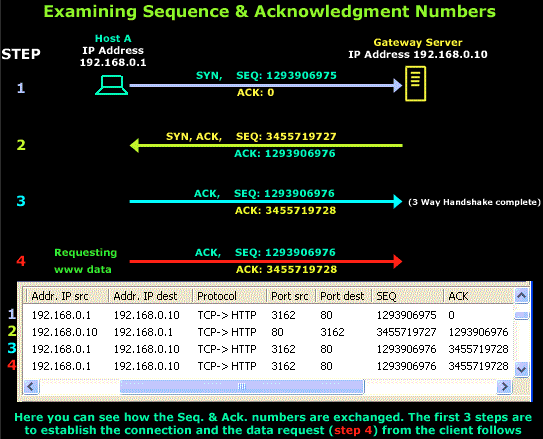 Examining Sequence & Acknowledgment Numbers
Host A
IP Address
192.168.0.1
Gateway Server
IP Address 192.168.0.10
STEP
1
SYN, SEQ: 1293906975
ACK: 0
2
SYN, ACK, SEQ: 3455719727
ACK: 1293906976
3
ACK, SEQ: 1293906976
ACK: 3455719728
(3 Way Handshake complete)
4
Requesting
www data
ACK, SEQ: 1293906976
ACK: 3455719728
Addr. IP src Addr. IP dest Protocol Port src Port dest SEQ ACK
1 192.168.0.1 192.168.0.10 TCP-> HTTP 3162 80 1293906975 0
2 192.168.0.10 192.168.0.1 TCP-> HTTP 80 3162 3455719727 1293906976
3 192.168.0.1 192.168.0.10 TCP-> HTTP 3162 80 1293906976 3455719728
4 192.168.0.1 192.168.0.10 TCP-> HTTP 3162 80 1293906976 3455719728
Here you can see how the Seq. & Ack. numbers are exchanged. The first 3 steps are
to establish the connection and the data request (step 4) from the client follows